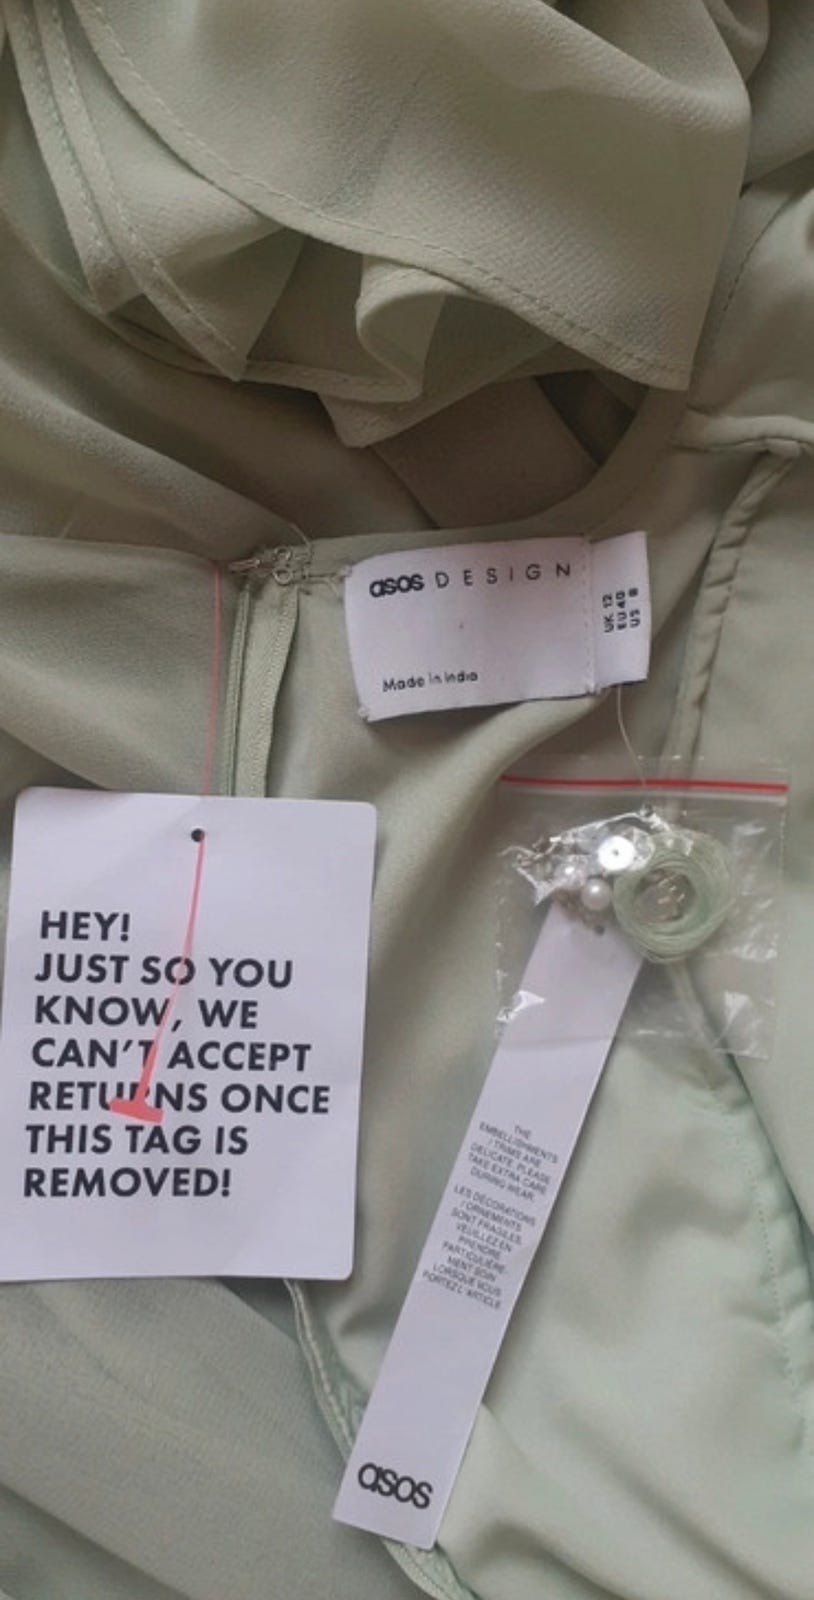 asos DESIGN
Made in India
UK 12
EU 40
US 8
HEY!
JUST SO YOU
KNOW, WE
CAN'T ACCEPT
RETURNS ONCE
THIS TAG IS
REMOVED!
THE
EMBELLISHMENTS
/ TRIMS ARE
DELICATE. PLEASE
TAKE EXTRA CARE
DURING WEAR.
LES DÉCORATIONS
/ ORNEMENTS
SONT FRAGILES.
VEUILLEZ EN
PRENDRE
PARTICULIÈRE-
MENT SOIN
LORSQUE VOUS
PORTEZ L'ARTICLE.
asos